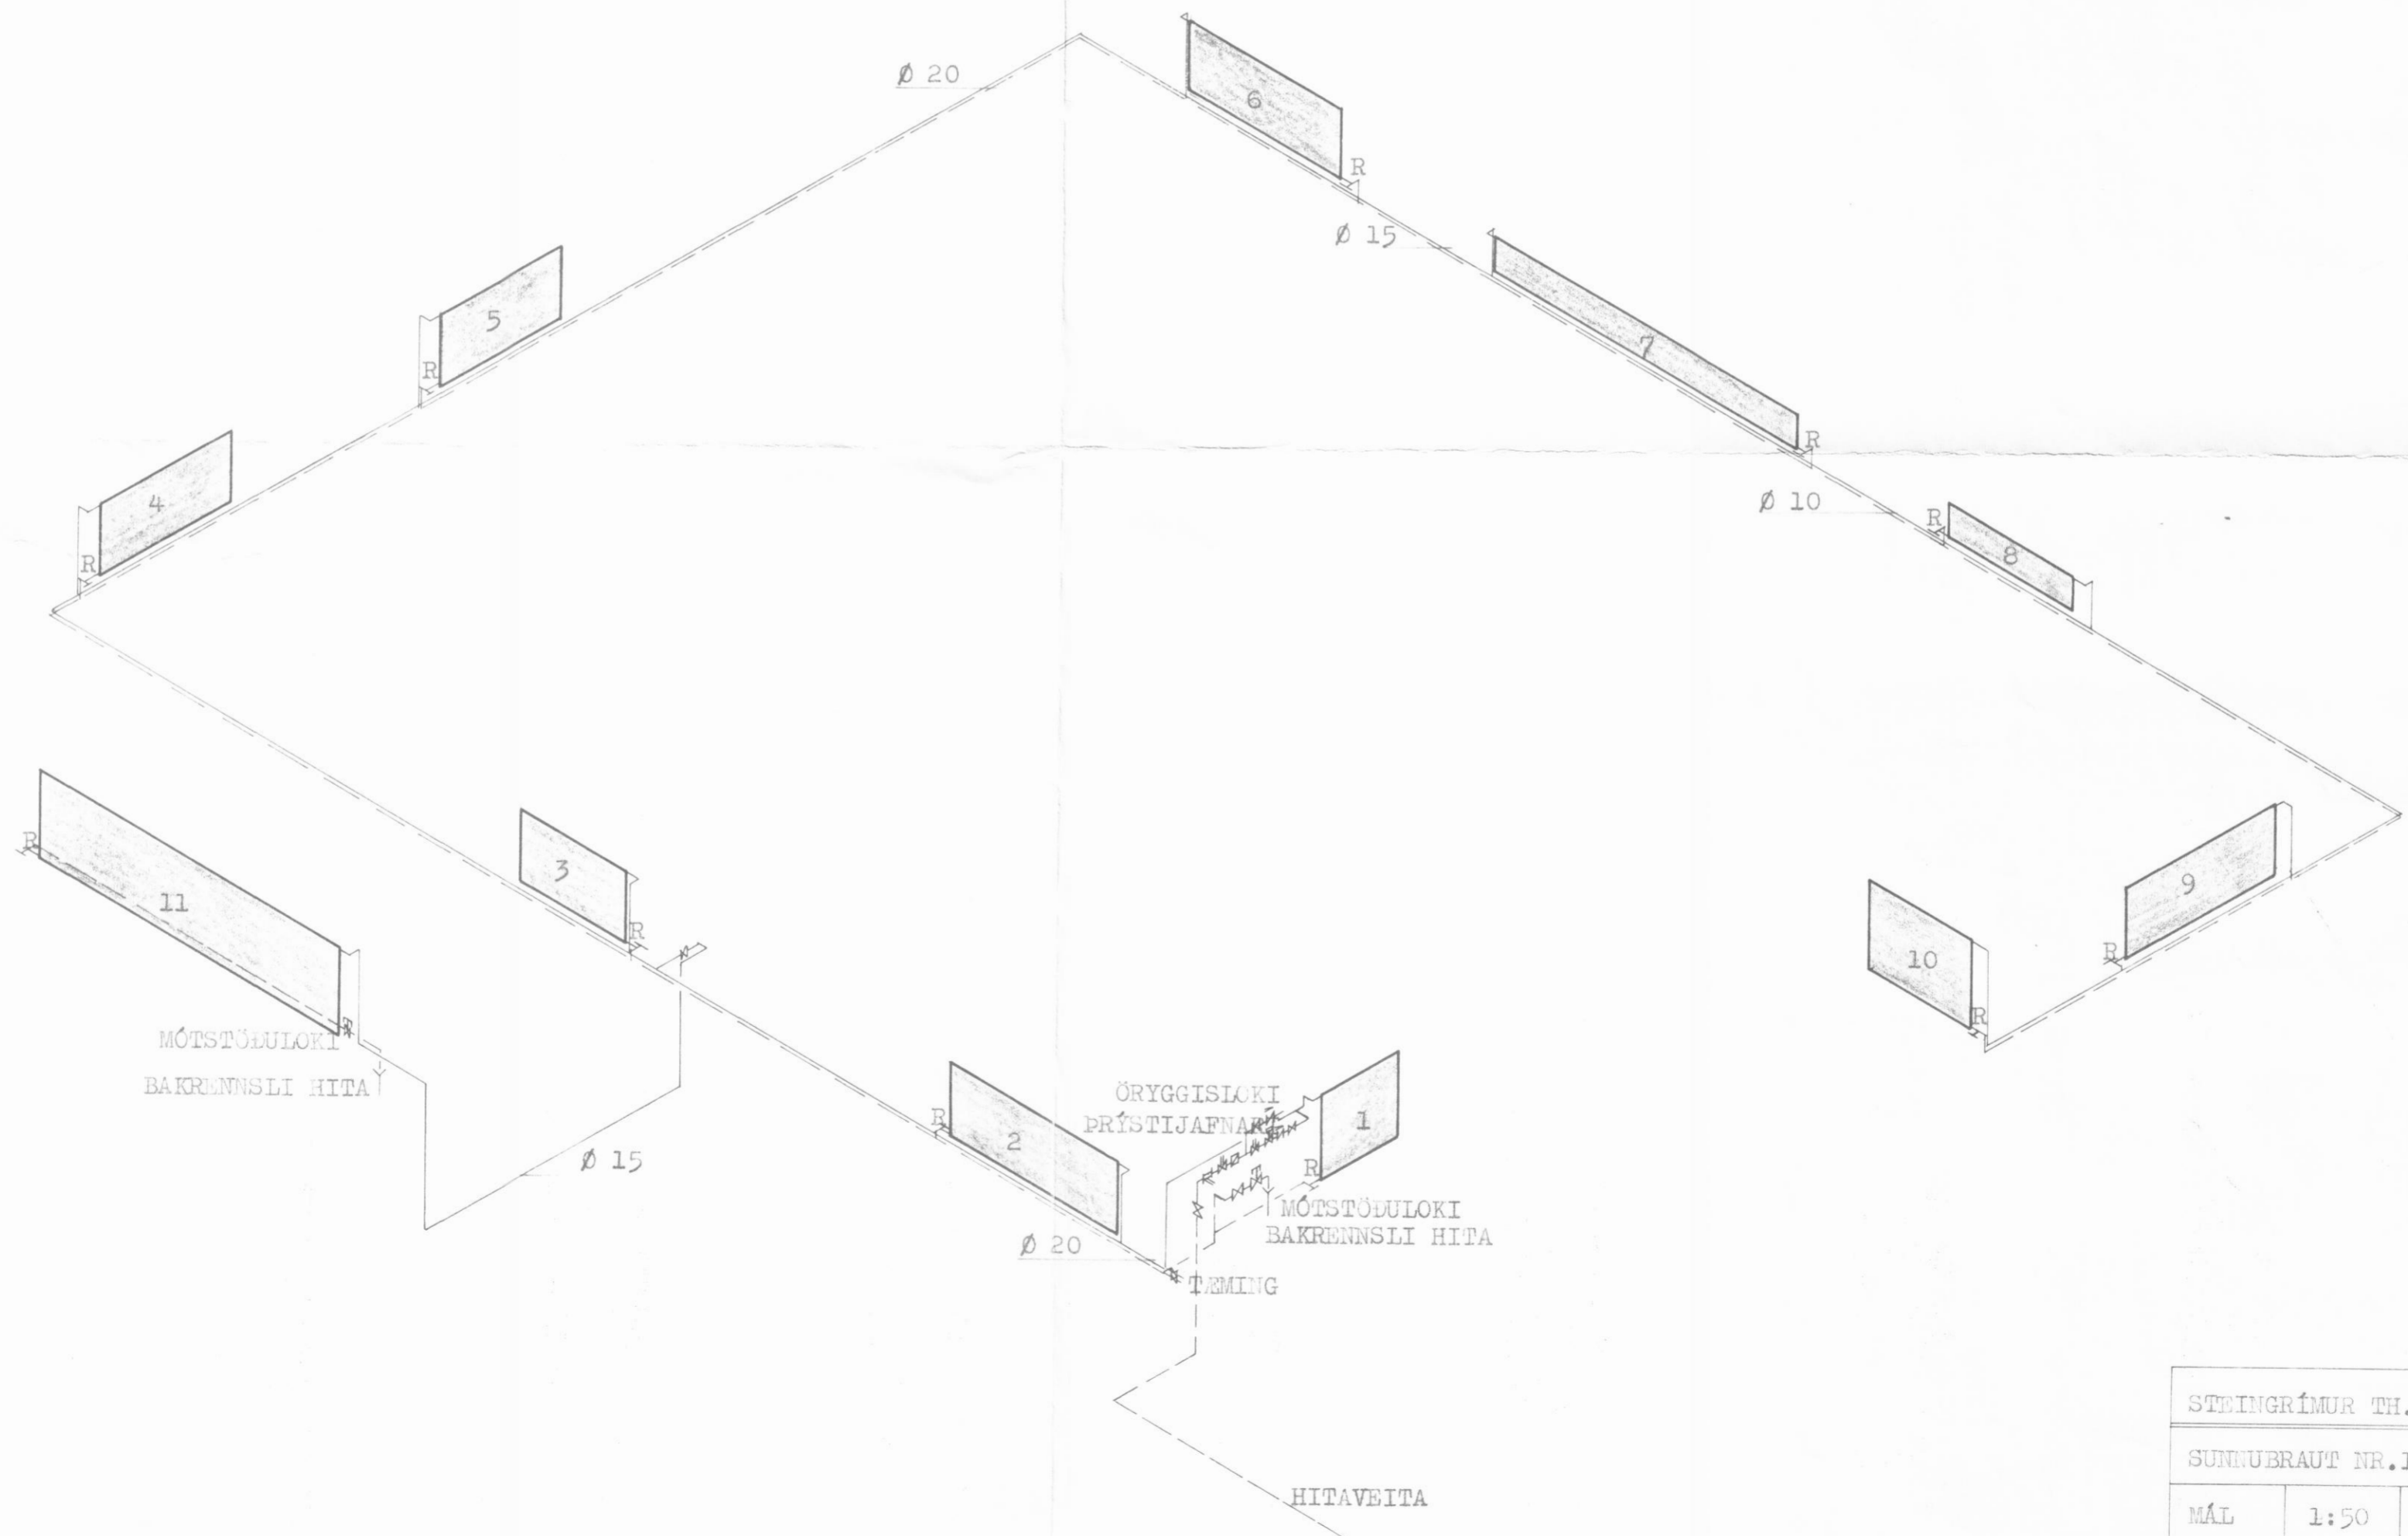 Ø 20
6
R
Ø 15
5
R
7
R
4
R
Ø 10
R
8
11
R
3
R
9
R
10
R
MÓTSTÖÐULOKI
BAKRENNSLI HITA
Ø 15
R
2
ÖRYGGISLOKI
ÞRÝSTIJAFNARI
1
R
MÓTSTÖÐULOKI
BAKRENNSLI HITA
Ø 20
TÆMING
HITAVEITA
STEINGRÍMUR TH.
SUNNUBRAUT NR.1
MÁL 1:50